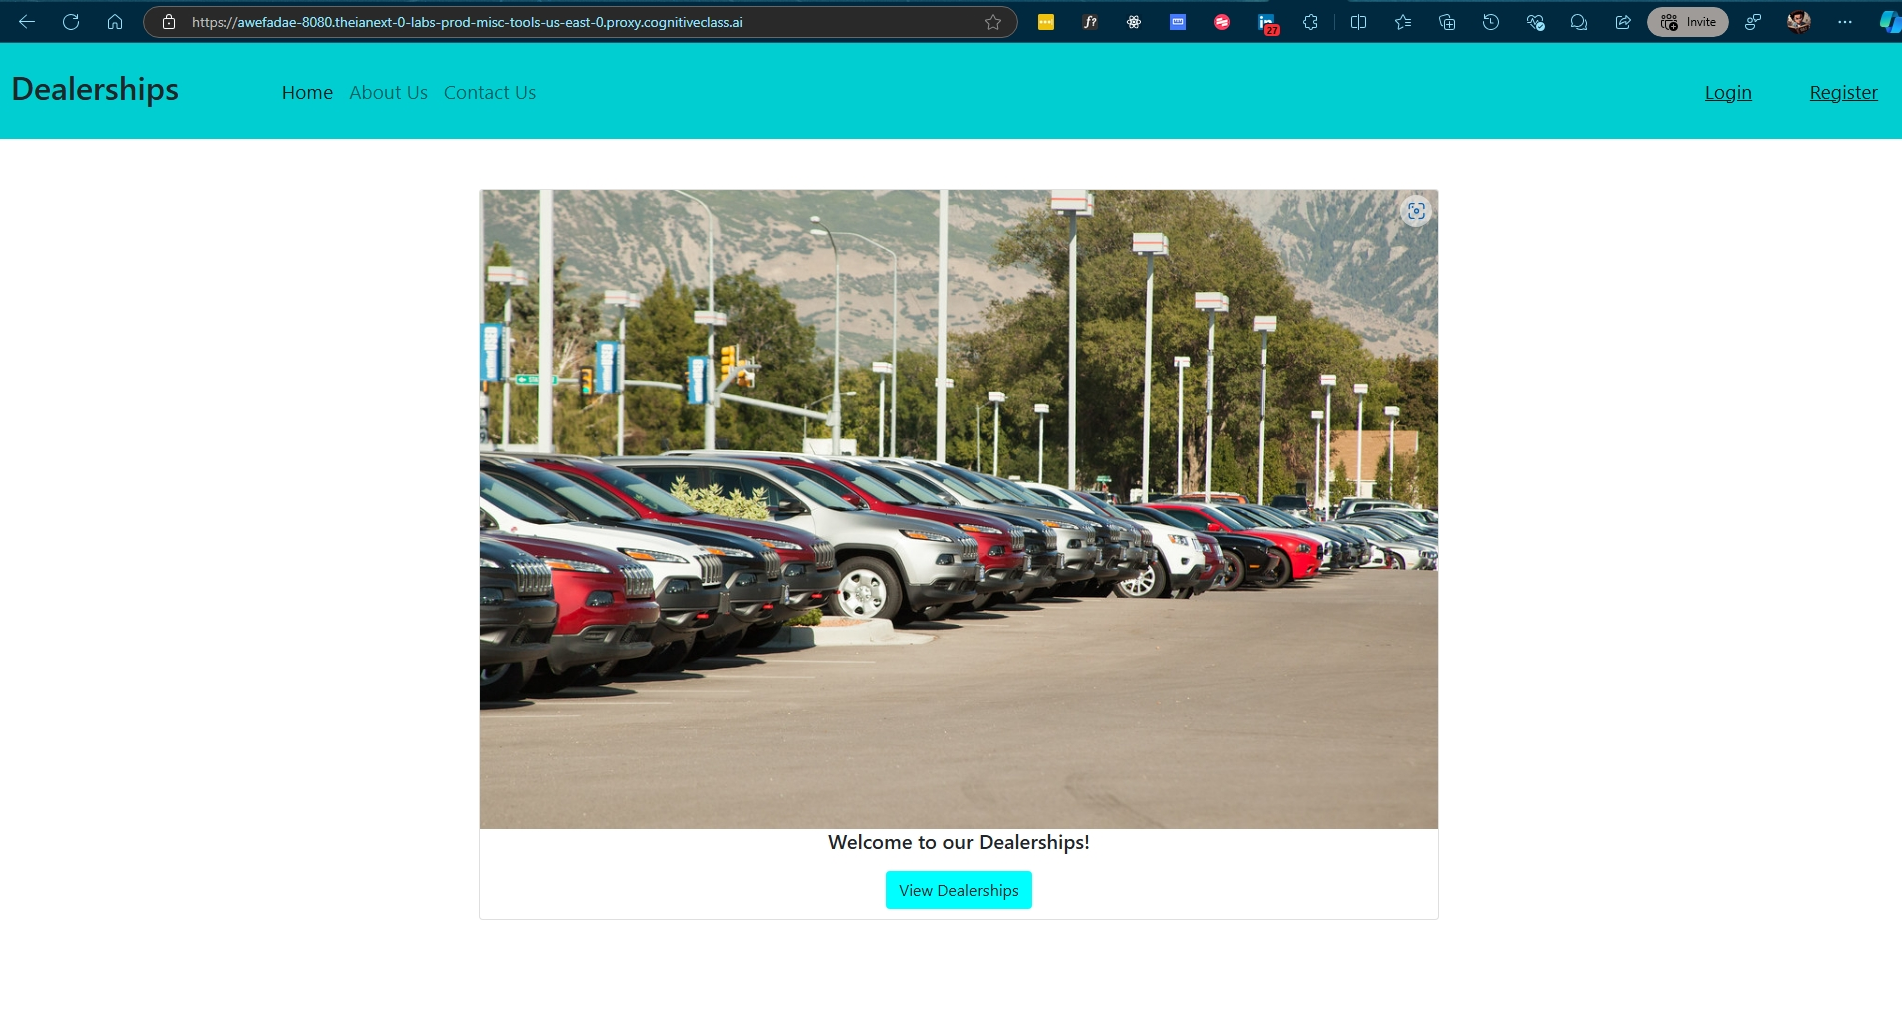 https://awefadae-8080.theianext-0-labs-prod-misc-tools-us-east-0.proxy.cognitiveclass.ai
f?
27
Invite
Dealerships
Home About Us Contact Us
Login Register
Welcome to our Dealerships!
View Dealerships